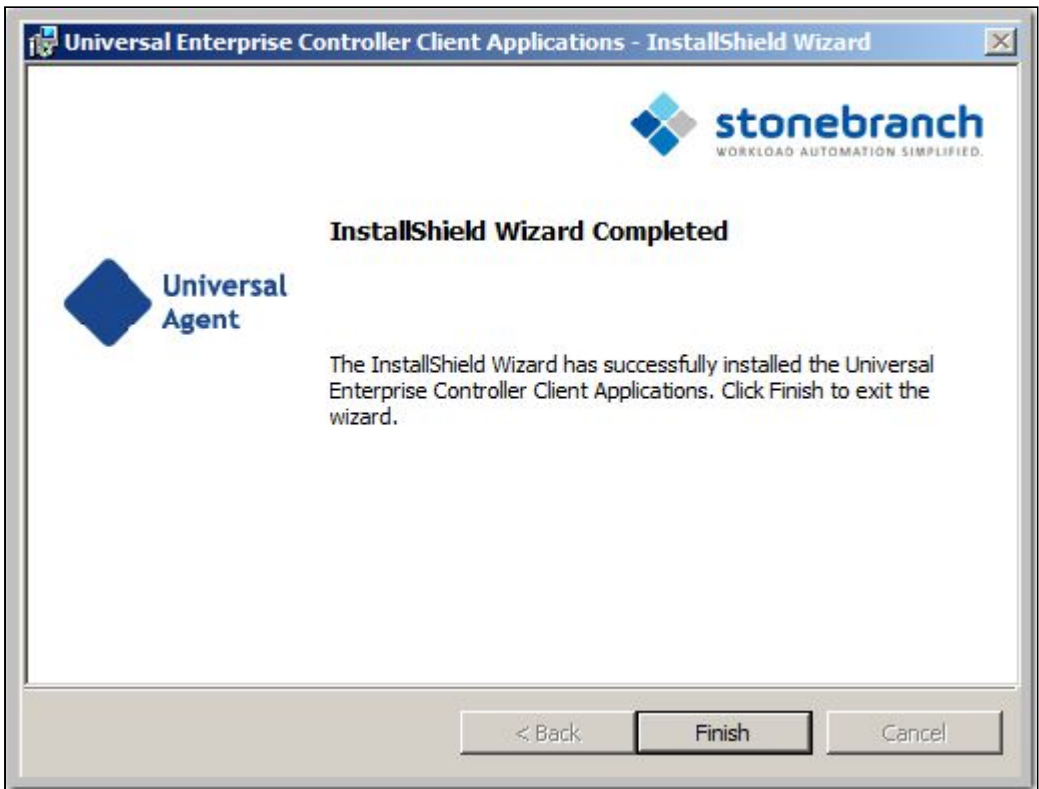 Universal Enterprise Controller Client Applications - InstallShield Wizard
stonebranch
WORKLOAD AUTOMATION SIMPLIFIED.
InstallShield Wizard Completed
Universal
Agent
The InstallShield Wizard has successfully installed the Universal
Enterprise Controller Client Applications. Click Finish to exit the
wizard.
< Back
Finish
Cancel